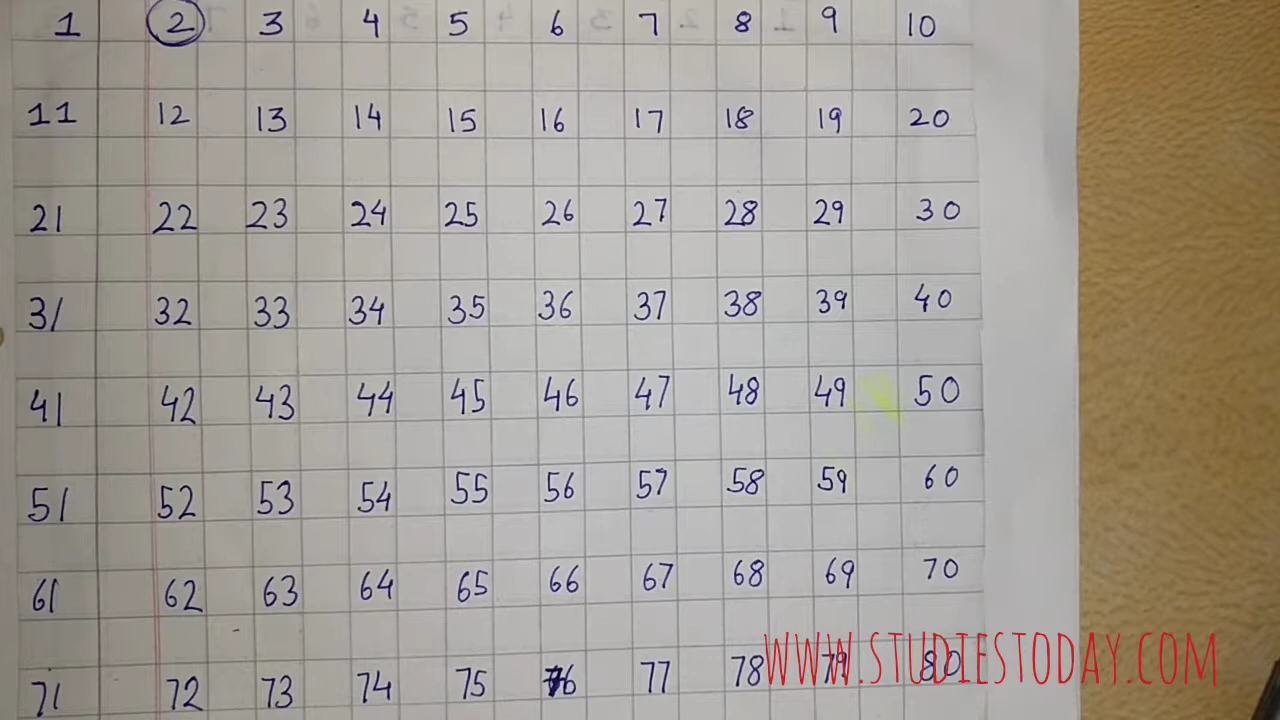 1 2 3 4 5 6 7 8 9 10
11 12 13 14 15 16 17 18 19 20
21 22 23 24 25 26 27 28 29 30
31 32 33 34 35 36 37 38 39 40
41 42 43 44 45 46 47 48 49 50
51 52 53 54 55 56 57 58 59 60
61 62 63 64 65 66 67 68 69 70
71 72 73 74 75 76 77 78 79 80
WWW.STUDIESTODAY.COM